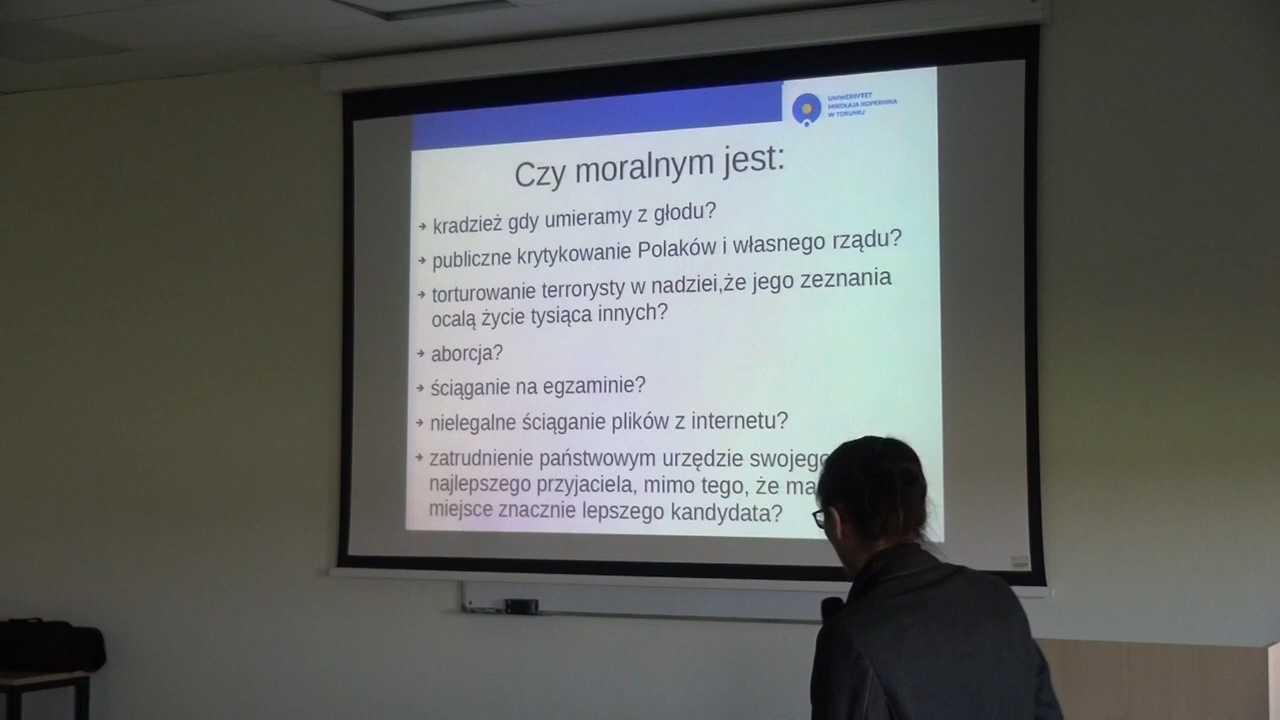 UNIWERSYTET
MIKOŁAJA KOPERNIKA
W TORUNIU
Czy moralnym jest:
kradzież gdy umieramy z głodu?
publiczne krytykowanie Polaków i własnego rządu?
torturowanie terrorysty w nadziei,że jego zeznania
ocalą życie tysiąca innych?
aborcja?
ściąganie na egzaminie?
nielegalne ściąganie plików z internetu?
zatrudnienie państwowym urzędzie swojego
najlepszego przyjaciela, mimo tego, że
miejsce znacznie lepszego kandydata?